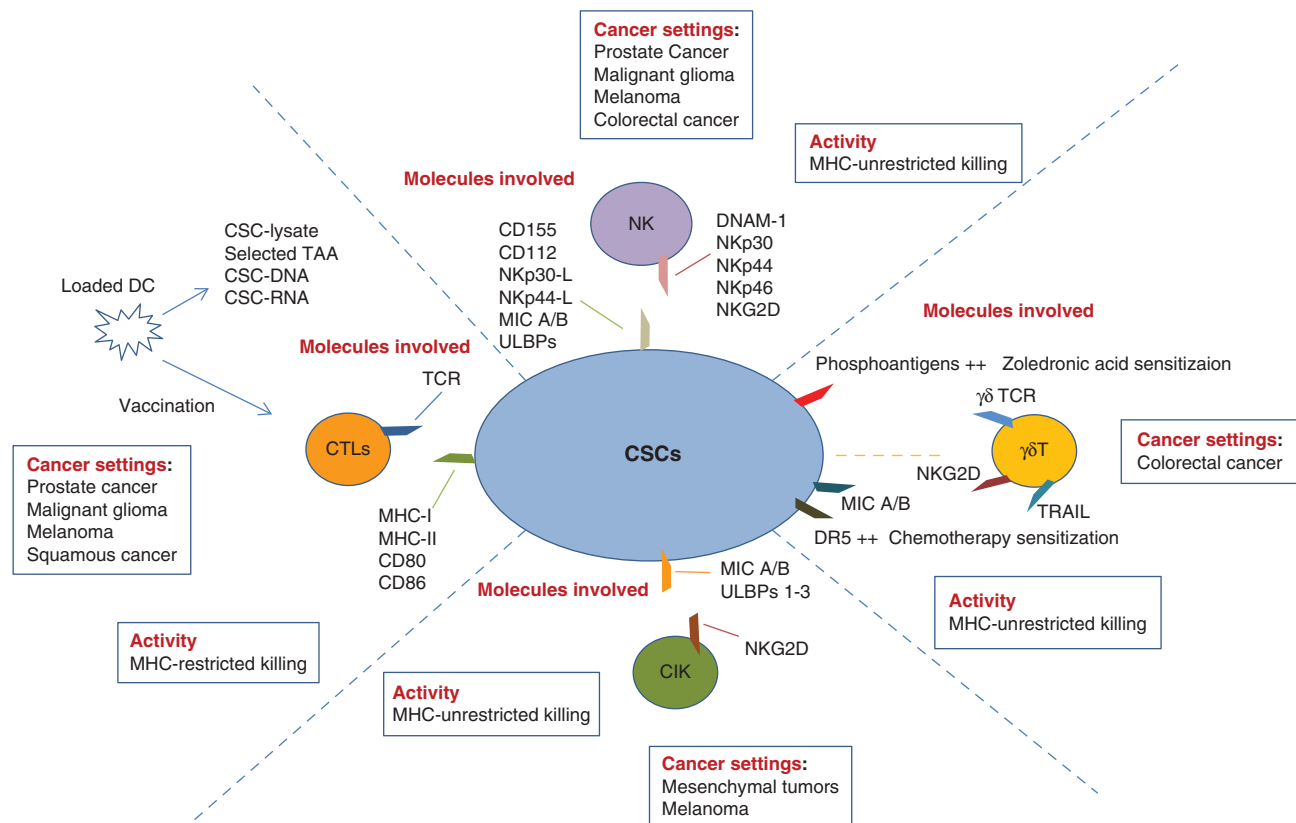 Cancer settings:
Prostate Cancer
Malignant glioma
Melanoma
Colorectal cancer
Activity
MHC-unrestricted killing
Molecules involved
NK
CD155
CD112
NKp30-L
NKp44-L
MIC A/B
ULBPs
DNAM-1
NKp30
NKp44
NKp46
NKG2D
CSC-lysate
Selected TAA
CSC-DNA
CSC-RNA
Loaded DC
Vaccination
Molecules involved
TCR
CTLs
Cancer settings:
Prostate cancer
Malignant glioma
Melanoma
Squamous cancer
MHC-I
MHC-II
CD80
CD86
Activity
MHC-restricted killing
CSCs
Molecules involved
Phosphoantigens ++ Zoledronic acid sensitizaion
γδ TCR
γδT
NKG2D
MIC A/B
TRAIL
DR5 ++ Chemotherapy sensitization
Cancer settings:
Colorectal cancer
Activity
MHC-unrestricted killing
Molecules involved
MIC A/B
ULBPs 1-3
NKG2D
CIK
Activity
MHC-unrestricted killing
Cancer settings:
Mesenchymal tumors
Melanoma